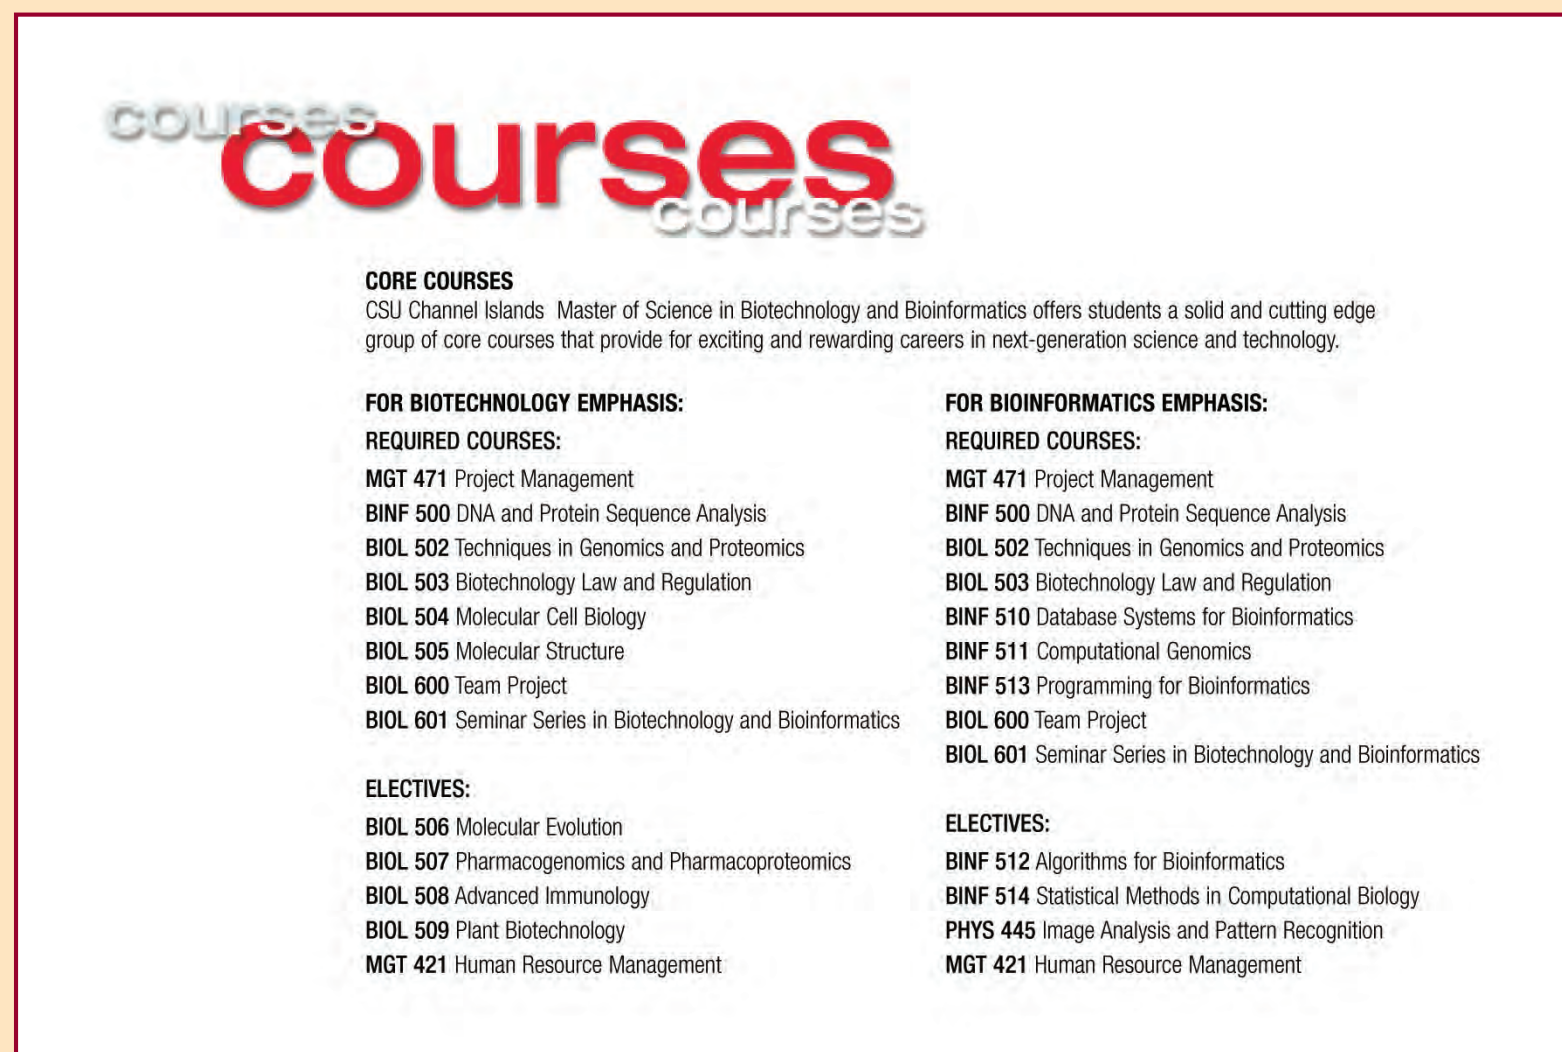 courses
courses
courses
CORE COURSES
CSU Channel Islands Master of Science in Biotechnology and Bioinformatics offers students a solid and cutting edge
group of core courses that provide for exciting and rewarding careers in next-generation science and technology.
FOR BIOTECHNOLOGY EMPHASIS:
REQUIRED COURSES:
MGT 471 Project Management
BINF 500 DNA and Protein Sequence Analysis
BIOL 502 Techniques in Genomics and Proteomics
BIOL 503 Biotechnology Law and Regulation
BIOL 504 Molecular Cell Biology
BIOL 505 Molecular Structure
BIOL 600 Team Project
BIOL 601 Seminar Series in Biotechnology and Bioinformatics
ELECTIVES:
BIOL 506 Molecular Evolution
BIOL 507 Pharmacogenomics and Pharmacoproteomics
BIOL 508 Advanced Immunology
BIOL 509 Plant Biotechnology
MGT 421 Human Resource Management
FOR BIOINFORMATICS EMPHASIS:
REQUIRED COURSES:
MGT 471 Project Management
BINF 500 DNA and Protein Sequence Analysis
BIOL 502 Techniques in Genomics and Proteomics
BIOL 503 Biotechnology Law and Regulation
BINF 510 Database Systems for Bioinformatics
BINF 511 Computational Genomics
BINF 513 Programming for Bioinformatics
BIOL 600 Team Project
BIOL 601 Seminar Series in Biotechnology and Bioinformatics
ELECTIVES:
BINF 512 Algorithms for Bioinformatics
BINF 514 Statistical Methods in Computational Biology
PHYS 445 Image Analysis and Pattern Recognition
MGT 421 Human Resource Management